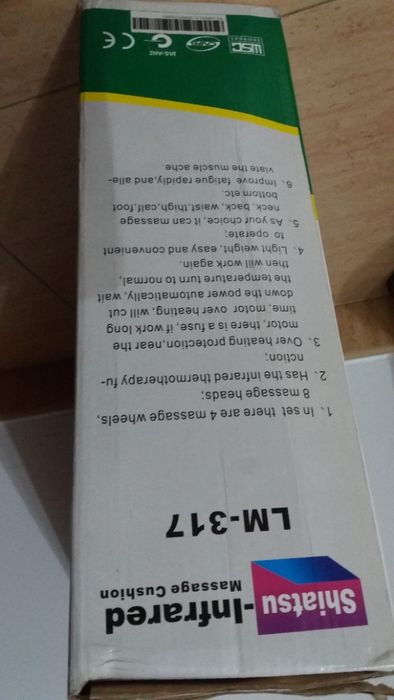 Shiatsu-Infrared
Massage Cushion
LM-317
1、In set there are 4 massage wheels,
8 massage heads;
2、Has the infrared thermotherapy fu-
nction;
3、Over heating protection,near the
motor, there is a fuse, if work long
time, motor over heating, will cut
down the power automatically, wait
the temperature turn to normal,
then will work again.
4、Light weight, easy and convenient
to operate;
5、As your choice, it can massage
neck, back, waist,thigh,calf,foot
bottom etc.
6、Improve fatigue rapidly,and alle-
viate the muscle ache.
WSC JAS-ANZ CE